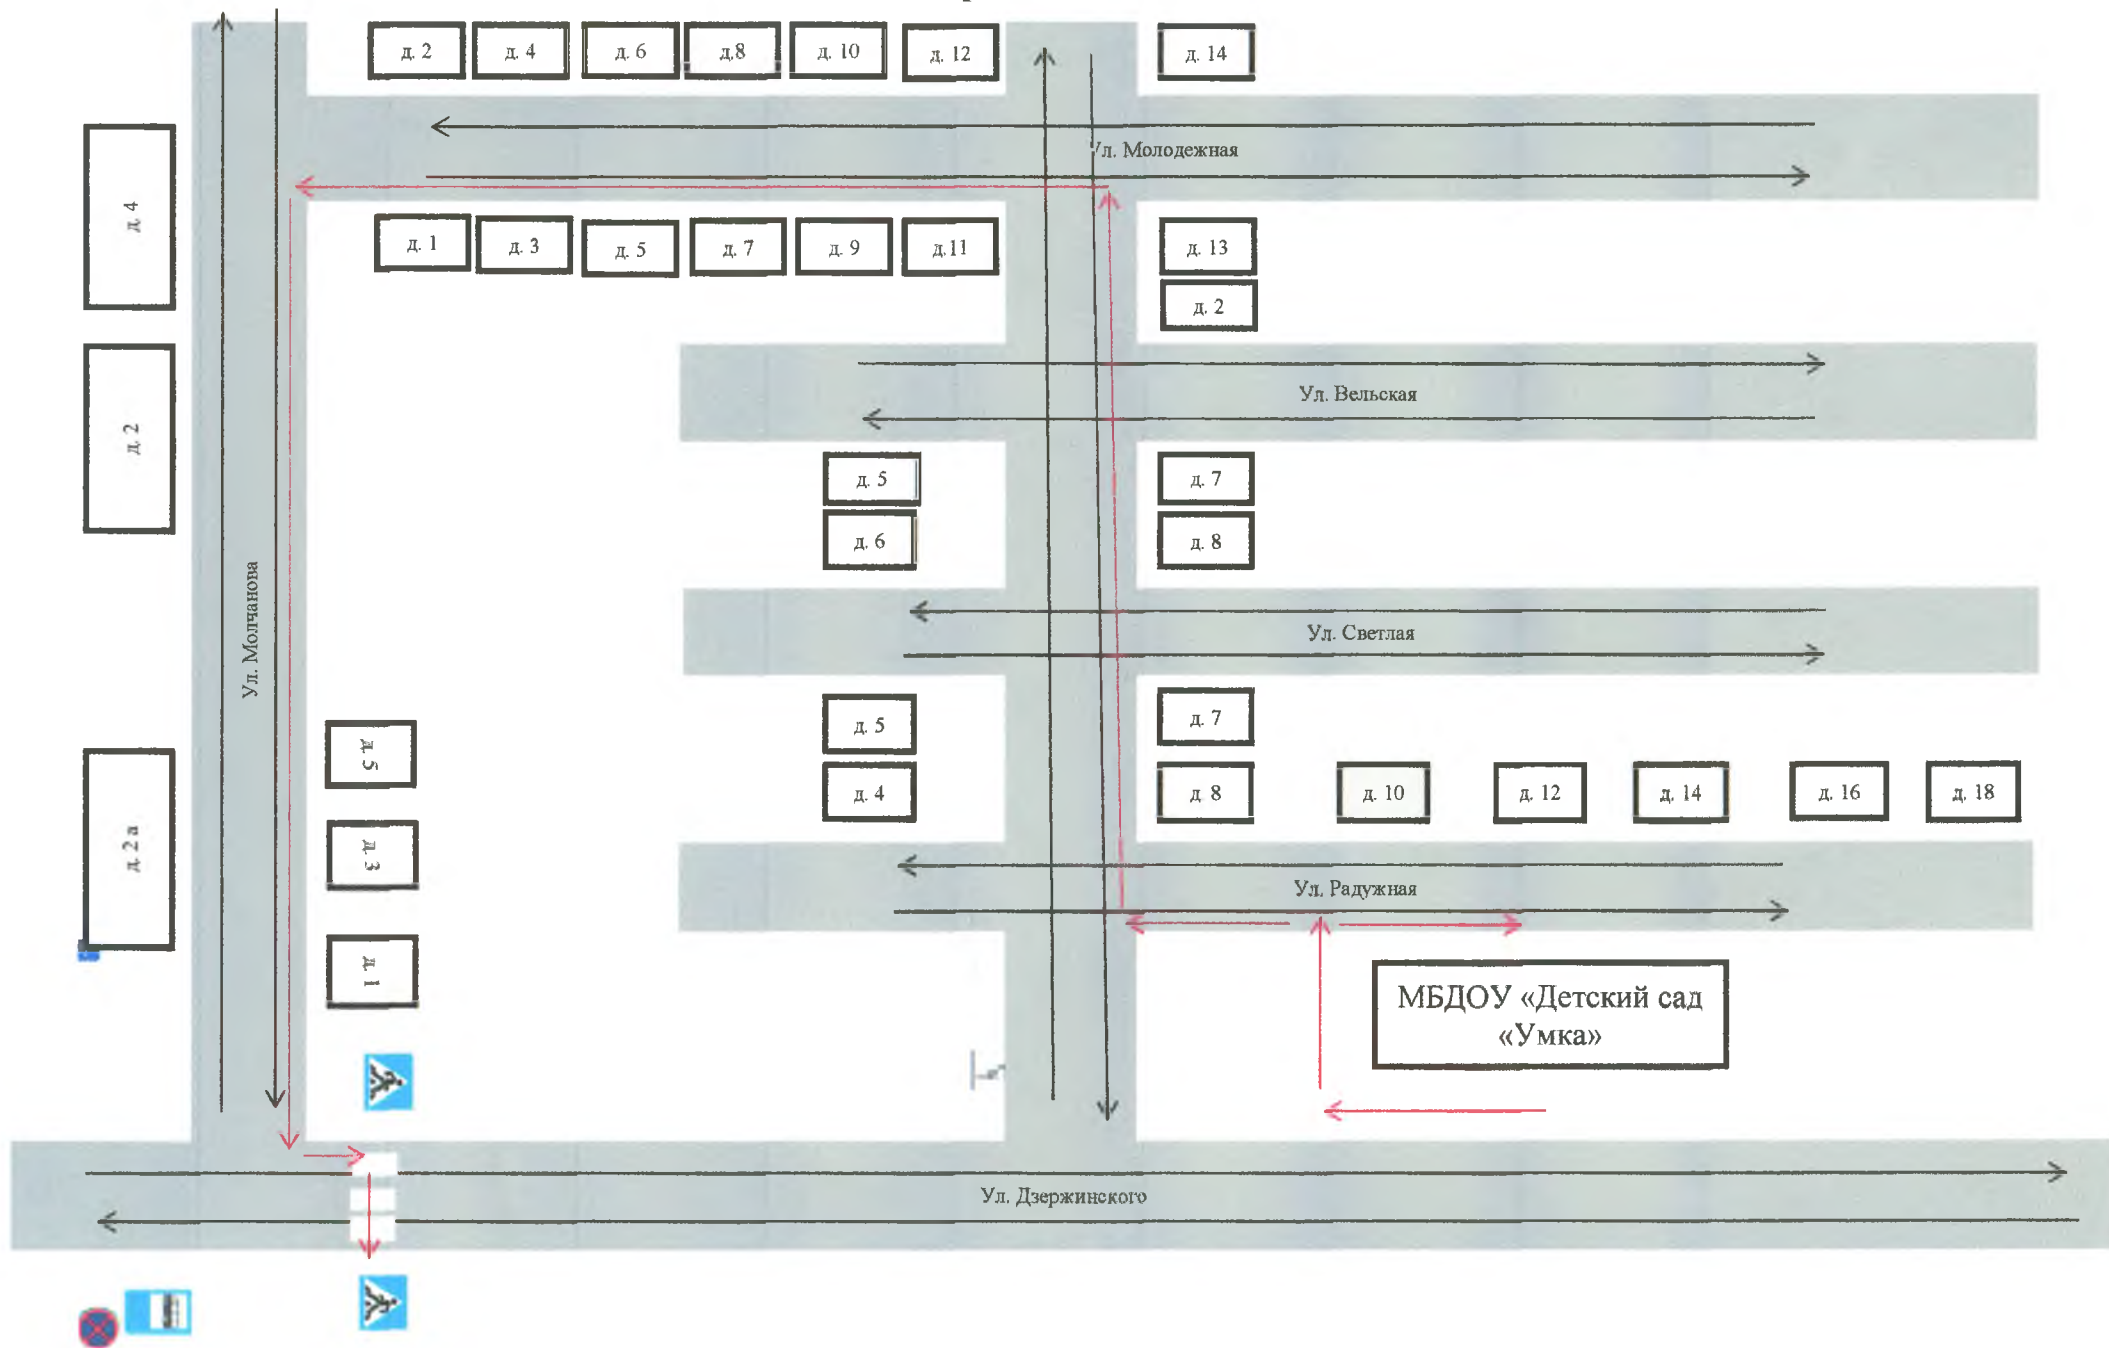 д. 2
д. 4
д. 6
д.8
д. 10
д. 12
д. 14
Ул. Молодежная
д. 4
д. 1
д. 3
д. 5
д. 7
д. 9
д.11
д. 13
д. 2
Ул. Вельская
д. 2
д. 5
д. 7
д. 6
д. 8
Ул. Молчанова
Ул. Светлая
д. 5
д. 5
д. 7
д. 4
д. 8
д. 10
д. 12
д. 14
д. 16
д. 18
д. 2а
д. 3
Ул. Радужная
д. 1
МБДОУ «Детский сад
«Умка»
Ул. Дзержинского